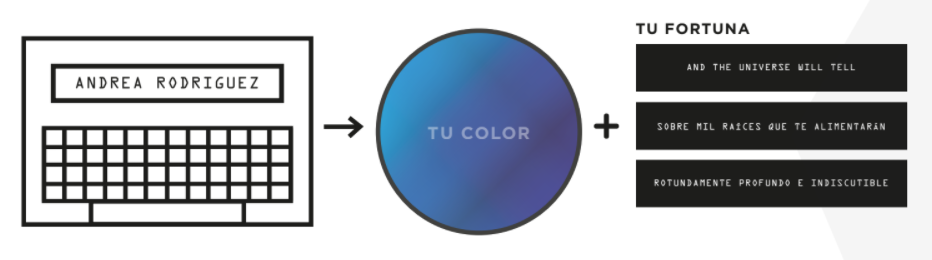 ANDREA RODRIGUEZ
TU COLOR
TU FORTUNA
AND THE UNIVERSE WILL TELL
SOBRE MIL RAÍCES QUE TE ALIMENTARÁN
ROTUNDAMENTE PROFUNDO E INDISCUTIBLE